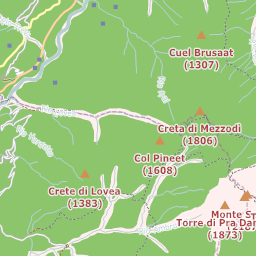 Cuel Brusaat
(1307)
Creta di Mezzodì
(1806)
Col Pineet
(1608)
Crete di Lovea
(1383)
Monte S
Torre di Pra Dar
(1873)